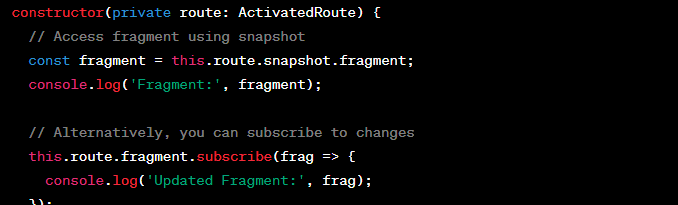 constructor(private route: ActivatedRoute) {
// Access fragment using snapshot
const fragment = this.route.snapshot.fragment;
console.log('Fragment:', fragment);
// Alternatively, you can subscribe to changes
this.route.fragment.subscribe(frag => {
console.log('Updated Fragment:', frag);
});